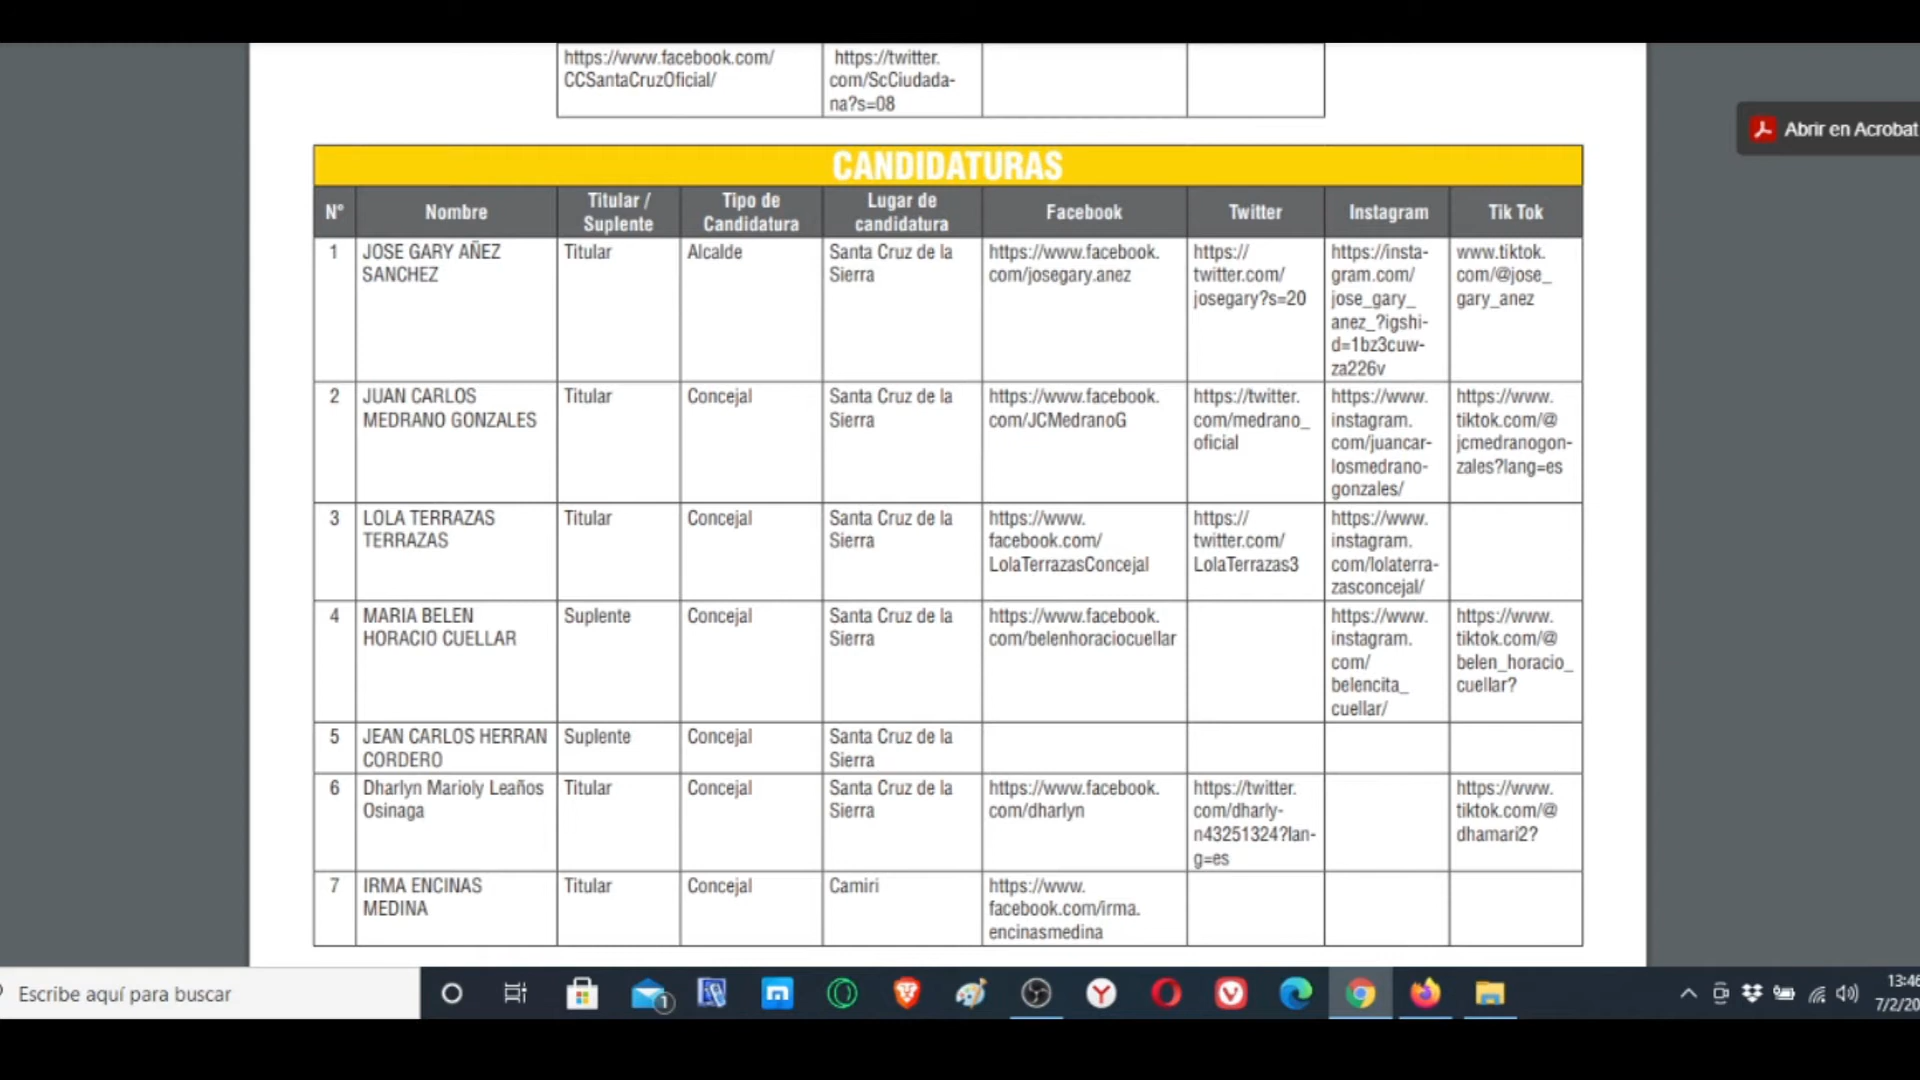 https://www.facebook.com/
CCSantaCruzOficial/
https://twitter.
com/ScCiudada-
na?s=08
Abrir en Acrobat
CANDIDATURAS
N°
Nombre
Titular /
Suplente
Tipo de
Candidatura
Lugar de
candidatura
Facebook
Twitter
Instagram
Tik Tok
1
JOSE GARY AÑEZ
SANCHEZ
Titular
Alcalde
Santa Cruz de la
Sierra
https://www.facebook.
com/josegary.anez
https://
twitter.com/
josegary?s=20
https://insta-
gram.com/
jose_gary_
anez_?igshi-
d=1bz3cuw-
za226v
www.tiktok.
com/@jose_
gary_anez
2
JUAN CARLOS
MEDRANO GONZALES
Titular
Concejal
Santa Cruz de la
Sierra
https://www.facebook.
com/JCMedranoG
https://twitter.
com/medrano_
oficial
https://www.
instagram.
com/juancar-
losmedrano-
gonzales/
https://www.
tiktok.com/@
jcmedranogon-
zales?lang=es
3
LOLA TERRAZAS
TERRAZAS
Titular
Concejal
Santa Cruz de la
Sierra
https://www.
facebook.com/
LolaTerrazasConcejal
https://
twitter.com/
LolaTerrazas3
https://www.
instagram.
com/lolaterra-
zasconcejal/
4
MARIA BELEN
HORACIO CUELLAR
Suplente
Concejal
Santa Cruz de la
Sierra
https://www.facebook.
com/belenhoraciocuellar
https://www.
instagram.
com/
belencita_
cuellar/
https://www.
tiktok.com/@
belen_horacio_
cuellar?
5
JEAN CARLOS HERRAN
CORDERO
Suplente
Concejal
Santa Cruz de la
Sierra
6
Dharlyn Marioly Leaños
Osinaga
Titular
Concejal
Santa Cruz de la
Sierra
https://www.facebook.
com/dharlyn
https://twitter.
com/dharly-
n43251324?lan-
g=es
https://www.
tiktok.com/@
dhamari2?
7
IRMA ENCINAS
MEDINA
Titular
Concejal
Camiri
https://www.
facebook.com/irma.
encinasmedina
Escribe aquí para buscar
1
13:46
7/2/20